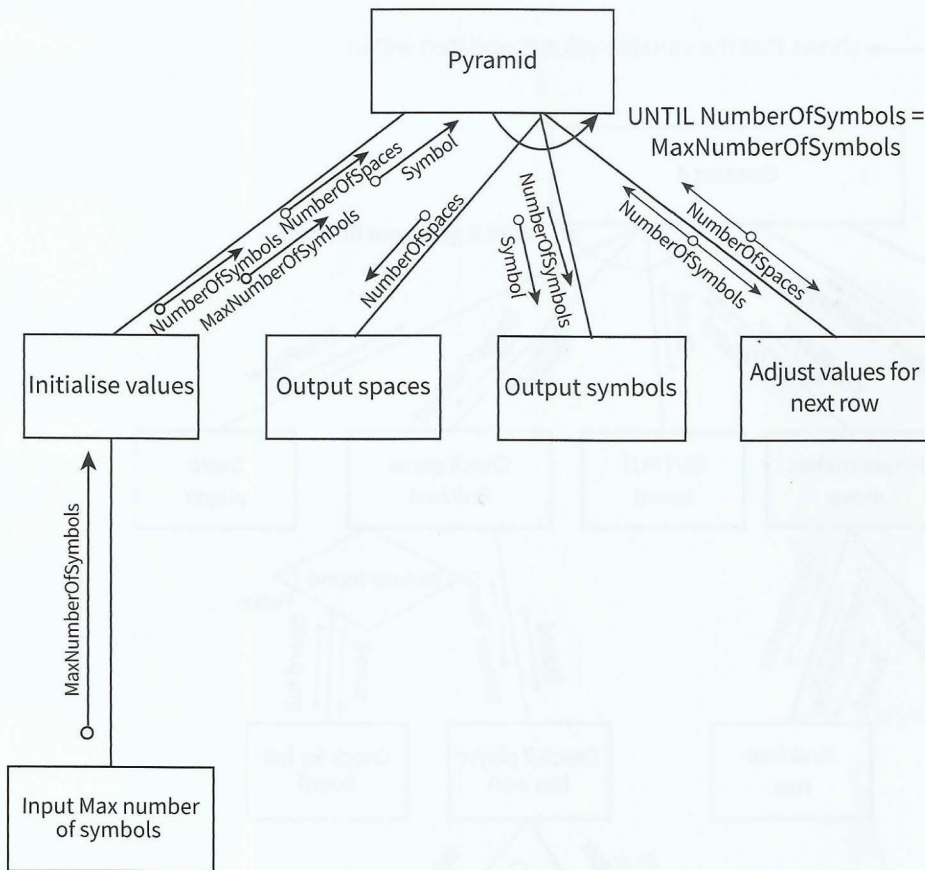 Pyramid
UNTIL NumberOfSymbols =
MaxNumberOfSymbols
NumberOfSymbols
NumberOfSpaces
MaxNumberOfSymbols
Symbol
NumberOfSpaces
NumberOfSymbols
Symbol
NumberOfSpaces
NumberOfSymbols
Initialise values
Output spaces
Output symbols
Adjust values for
next row
MaxNumberOfSymbols
Input Max number
of symbols